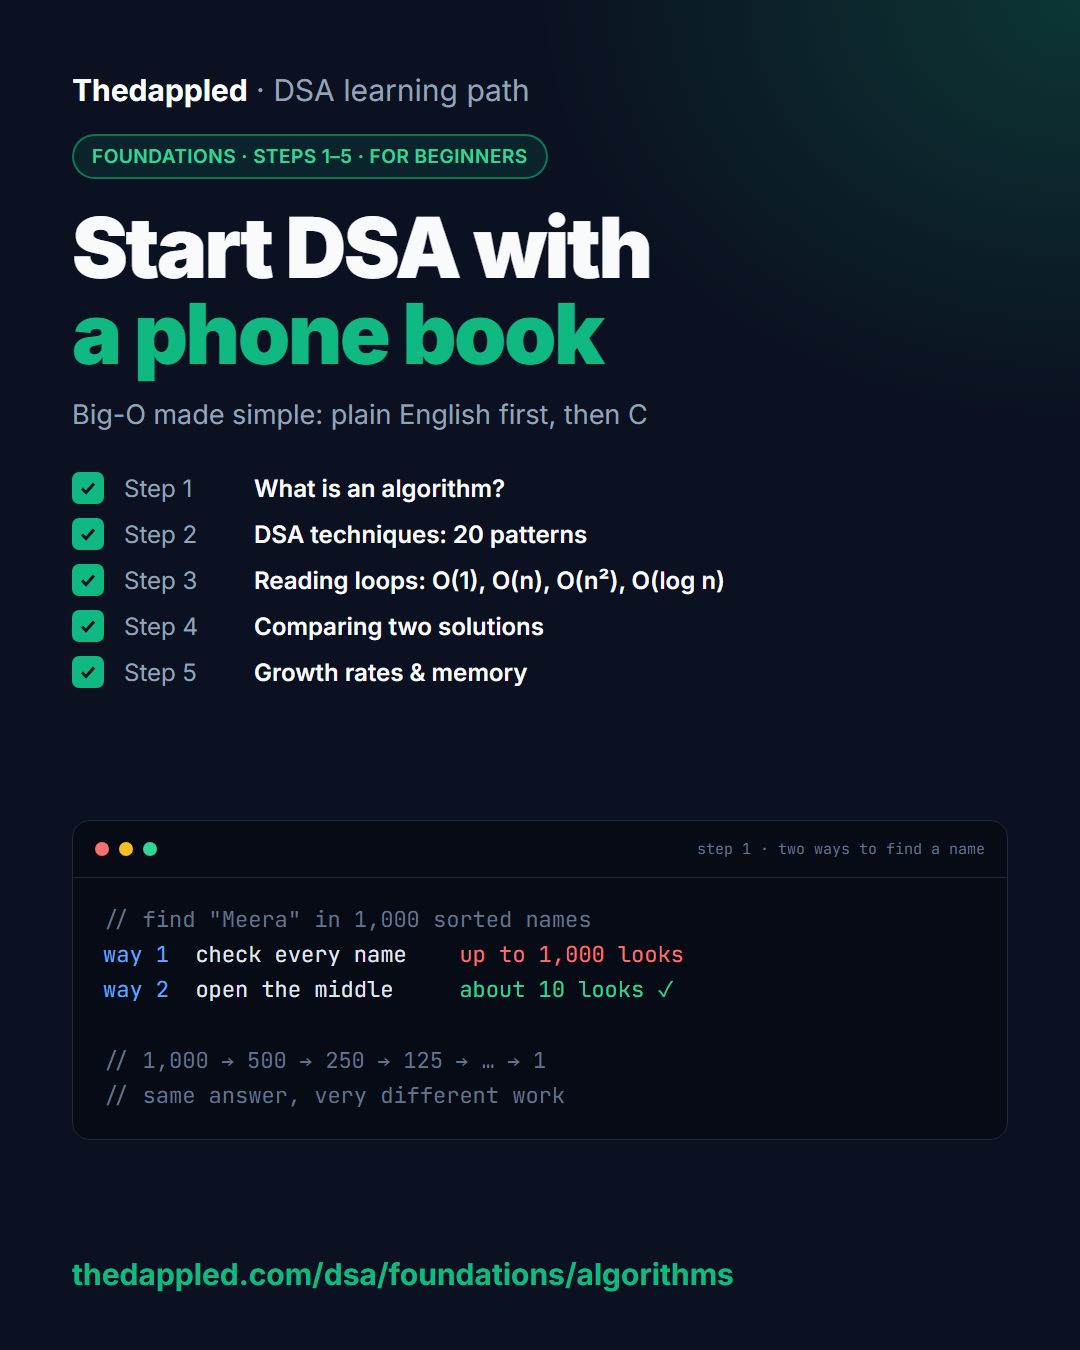 Thedappled · DSA learning path
FOUNDATIONS · STEPS 1–5 · FOR BEGINNERS
Start DSA with
a phone book
Big-O made simple: plain English first, then C
Step 1 What is an algorithm?
Step 2 DSA techniques: 20 patterns
Step 3 Reading loops: O(1), O(n), O(n²), O(log n)
Step 4 Comparing two solutions
Step 5 Growth rates & memory
step 1 · two ways to find a name
// find "Meera" in 1,000 sorted names
way 1 check every name up to 1,000 looks
way 2 open the middle about 10 looks ✓
// 1,000 → 500 → 250 → 125 → … → 1
// same answer, very different work
thedappled.com/dsa/foundations/algorithms